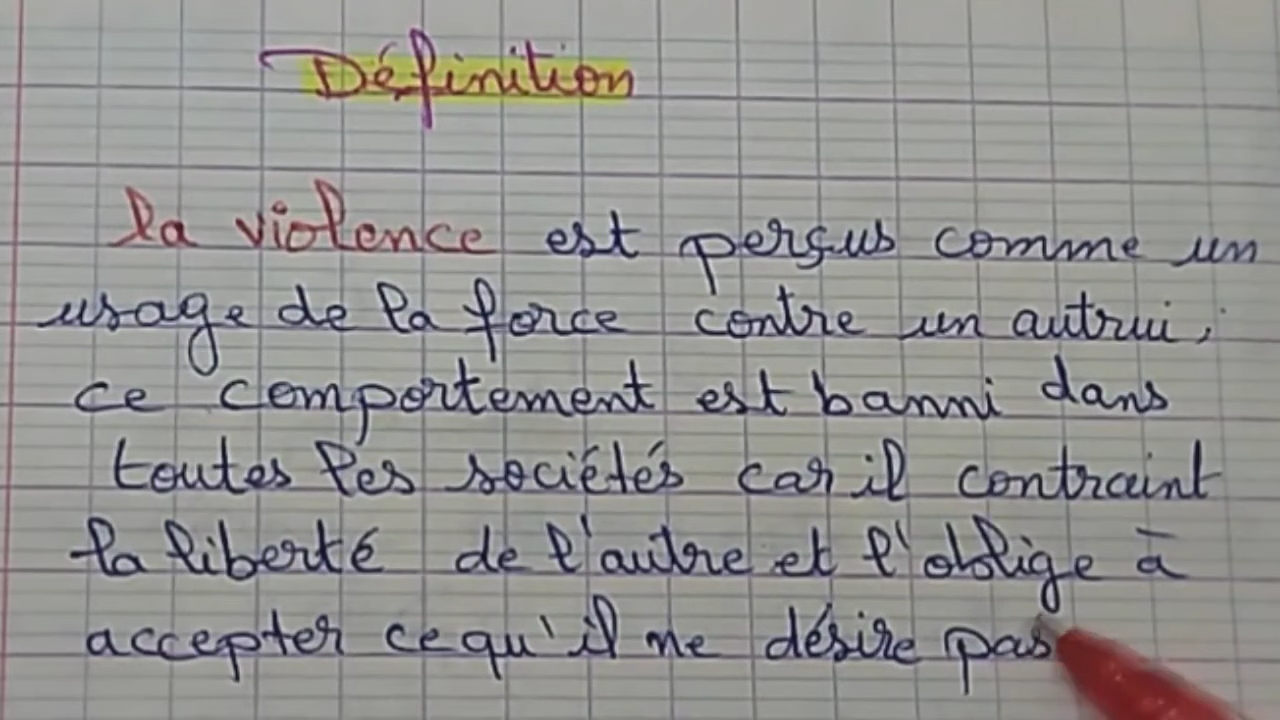 Définition
la violence est perçus comme un
usage de la force contre un autrui,
ce comportement est banni dans
toutes les sociétés car il contraint
la liberté de l'autre et l'oblige à
accepter ce qu'il ne désire pas